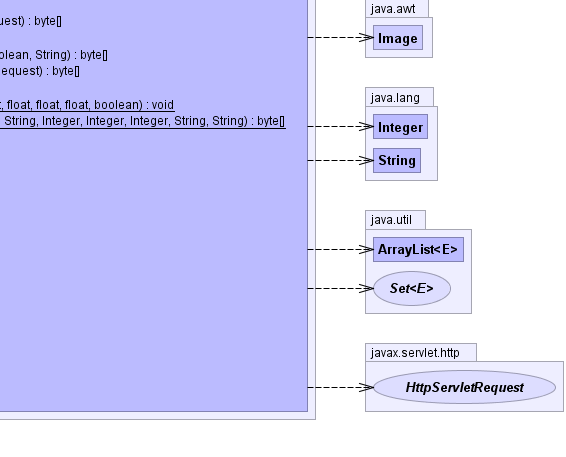 uest) : byte[]
olean, String) : byte[]
equest) : byte[]
, float, float, float, boolean) : void
String, Integer, Integer, Integer, String, String) : byte[]
java.awt
Image
java.lang
Integer
String
java.util
ArrayList<E>
Set<E>
javax.servlet.http
HttpServletRequest